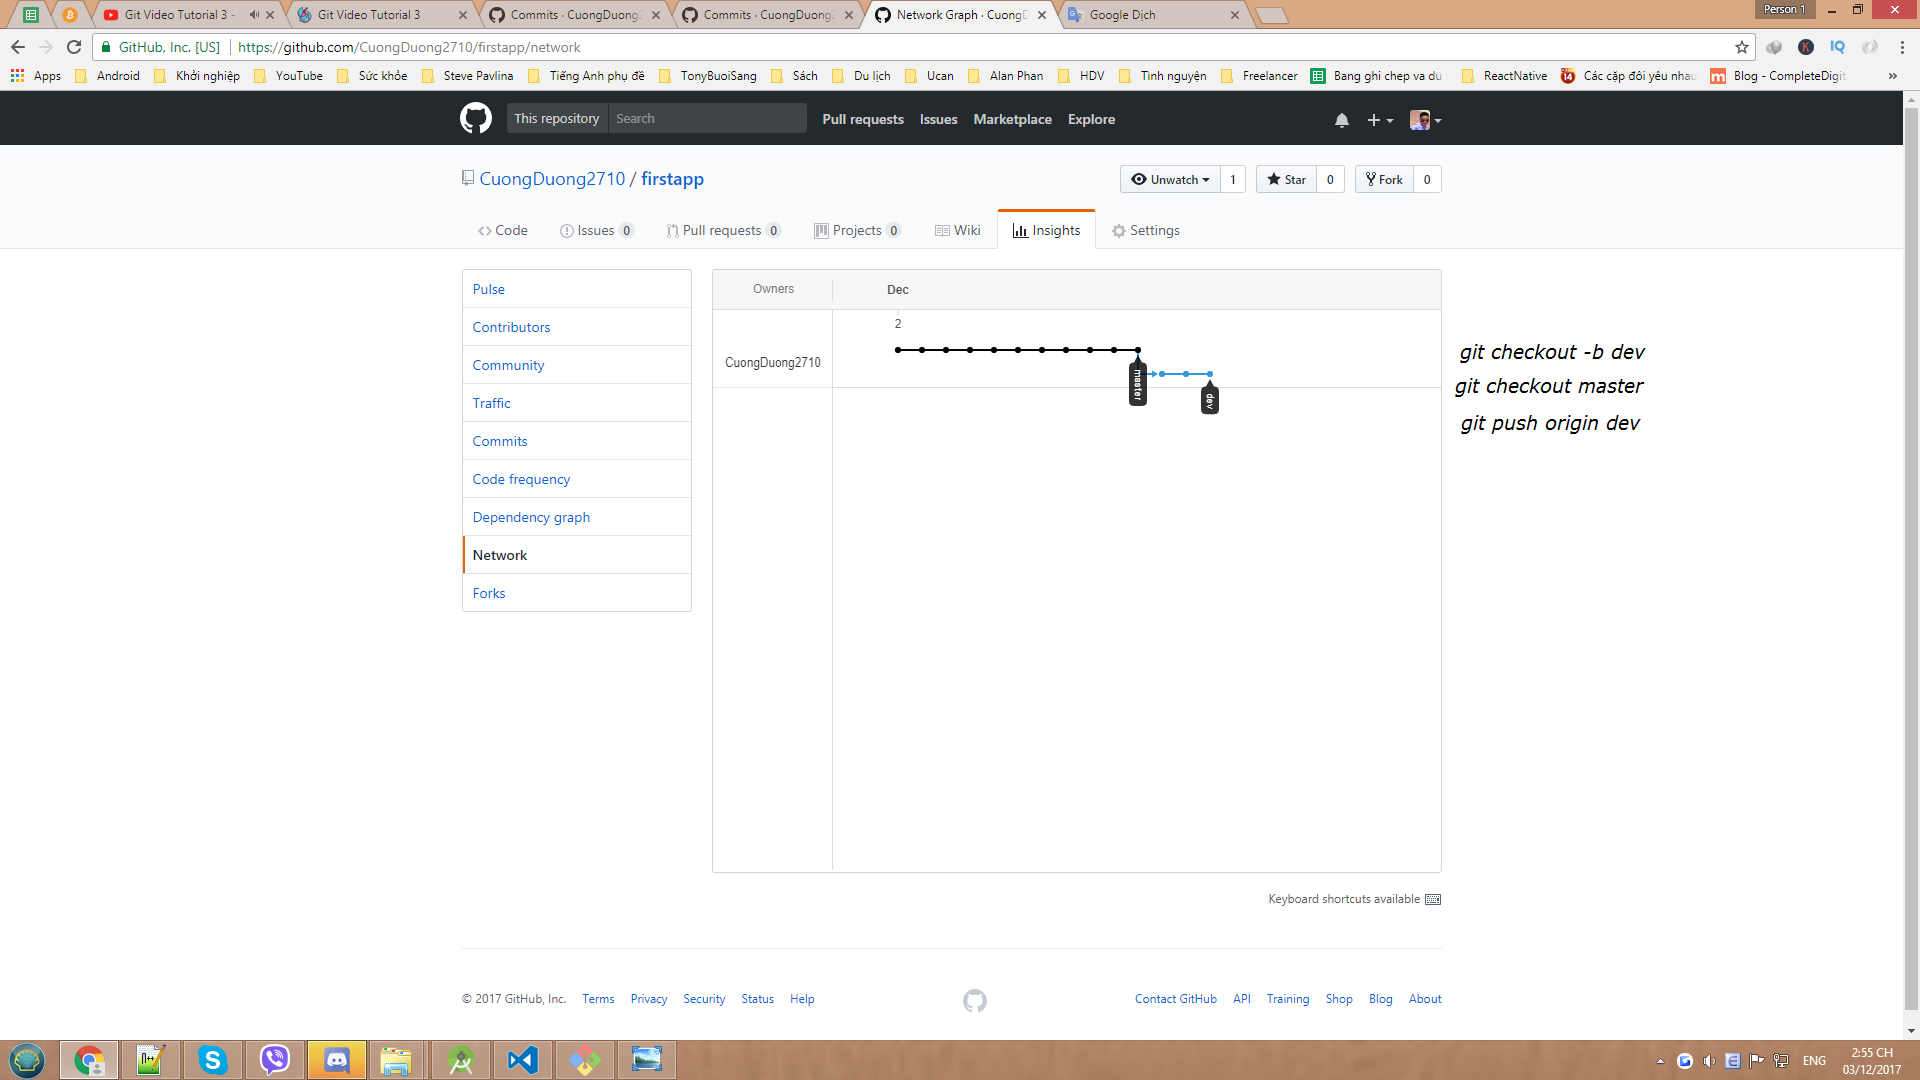 Git Video Tutorial 3 -
Git Video Tutorial 3
Commits · CuongDuong2
Commits · CuongDuong2
Network Graph · CuongD
Google Dịch
Person 1
GitHub, Inc. [US]
https://github.com/CuongDuong2710/firstapp/network
Apps
Android
Khởi nghiệp
YouTube
Sức khỏe
Steve Pavlina
Tiếng Anh phụ đề
TonyBuoiSang
Sách
Du lịch
Ucan
Alan Phan
HDV
Tình nguyện
Freelancer
Bang ghi chep va du
ReactNative
Các cặp đôi yêu nhau
Blog - CompleteDigit
»
This repository
Search
Pull requests
Issues
Marketplace
Explore
CuongDuong2710 / firstapp
Unwatch 1
Star 0
Fork 0
Code
Issues 0
Pull requests 0
Projects 0
Wiki
Insights
Settings
Pulse
Contributors
Community
Traffic
Commits
Code frequency
Dependency graph
Network
Forks
Owners
Dec
2
CuongDuong2710
master
dev
git checkout -b dev
git checkout master
git push origin dev
Keyboard shortcuts available
© 2017 GitHub, Inc.
Terms
Privacy
Security
Status
Help
Contact GitHub
API
Training
Shop
Blog
About
ENG
2:55 CH
03/12/2017